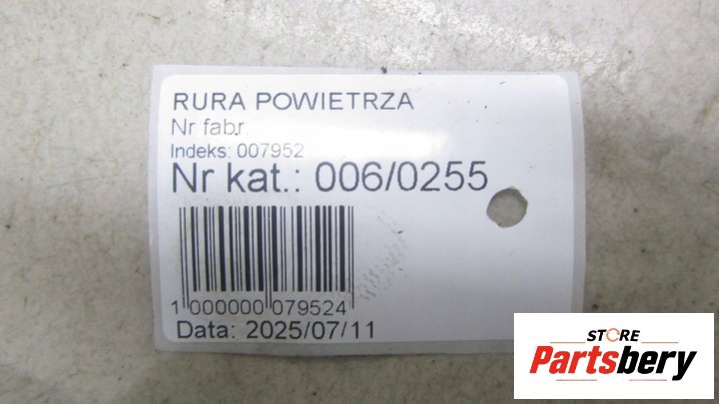 RURA POWIETRZA
Nr fabr.
Indeks: 007952
Nr kat.: 006/0255
1 000000 079524
Data: 2025/07/11
STORE
Partsbery